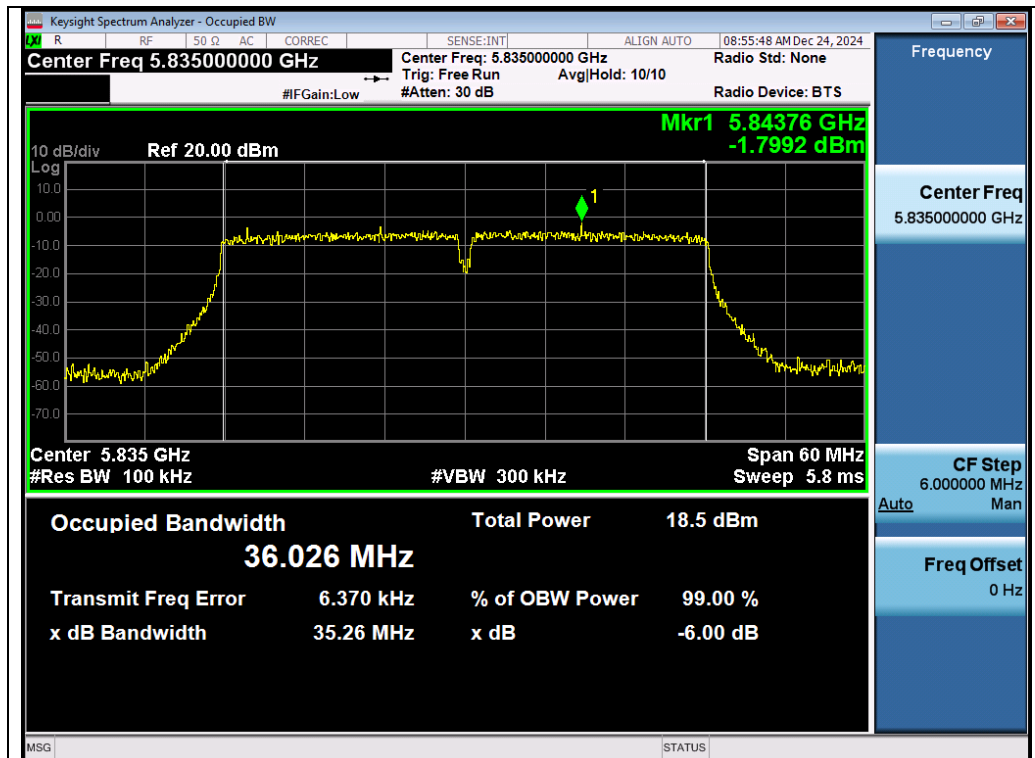 Keysight Spectrum Analyzer - Occupied BW
LXI R RF 50 Ω AC CORREC SENSE:INT ALIGN AUTO 08:55:48 AM Dec 24, 2024
Center Freq 5.835000000 GHz
Center Freq: 5.835000000 GHz
Radio Std: None
Trig: Free Run Avg|Hold: 10/10
#IFGain:Low
#Atten: 30 dB
Radio Device: BTS
Mkr1 5.84376 GHz
-1.7992 dBm
10 dB/div Ref 20.00 dBm
Log
10.0
0.00
-10.0
-20.0
-30.0
-40.0
-50.0
-60.0
-70.0
1
Center 5.835 GHz Span 60 MHz
#Res BW 100 kHz #VBW 300 kHz Sweep 5.8 ms
Occupied Bandwidth Total Power 18.5 dBm
36.026 MHz
Transmit Freq Error 6.370 kHz % of OBW Power 99.00 %
x dB Bandwidth 35.26 MHz x dB -6.00 dB
MSG STATUS
Frequency
Center Freq
5.835000000 GHz
CF Step
6.000000 MHz
Auto Man
Freq Offset
0 Hz